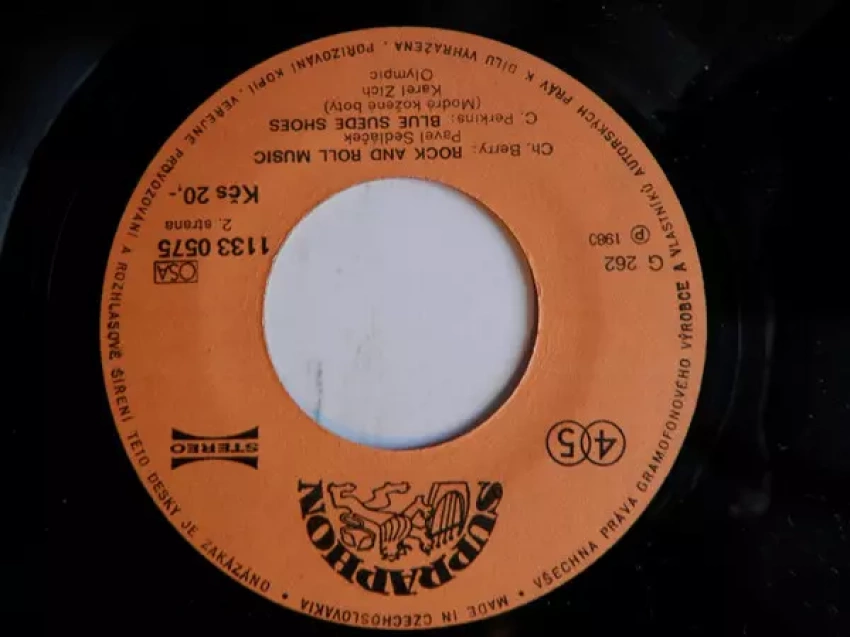 SUPRAPHON
45
STEREO
G 262
Ⓟ 1980
OSA
1133 0575
2. strana
Kčs 20,-
Ch. Berry: ROCK AND ROLL MUSIC
Pavel Sedláček
C. Perkins: BLUE SUEDE SHOES
(Modré kožené boty)
Karel Zich
Olympic
MADE IN CZECHOSLOVAKIA • VŠECHNA PRÁVA GRAMOFONOVÉHO VÝROBCE A VLASTNÍKŮ AUTORSKÝCH PRÁV K DÍLU VYHRAŽENA. POŘIZOVÁNÍ KOPIÍ, VEŘEJNÉ PROVOZOVÁNÍ A ROZHLASOVÉ ŠÍŘENÍ TÉTO DESKY JE ZAKÁZÁNO •